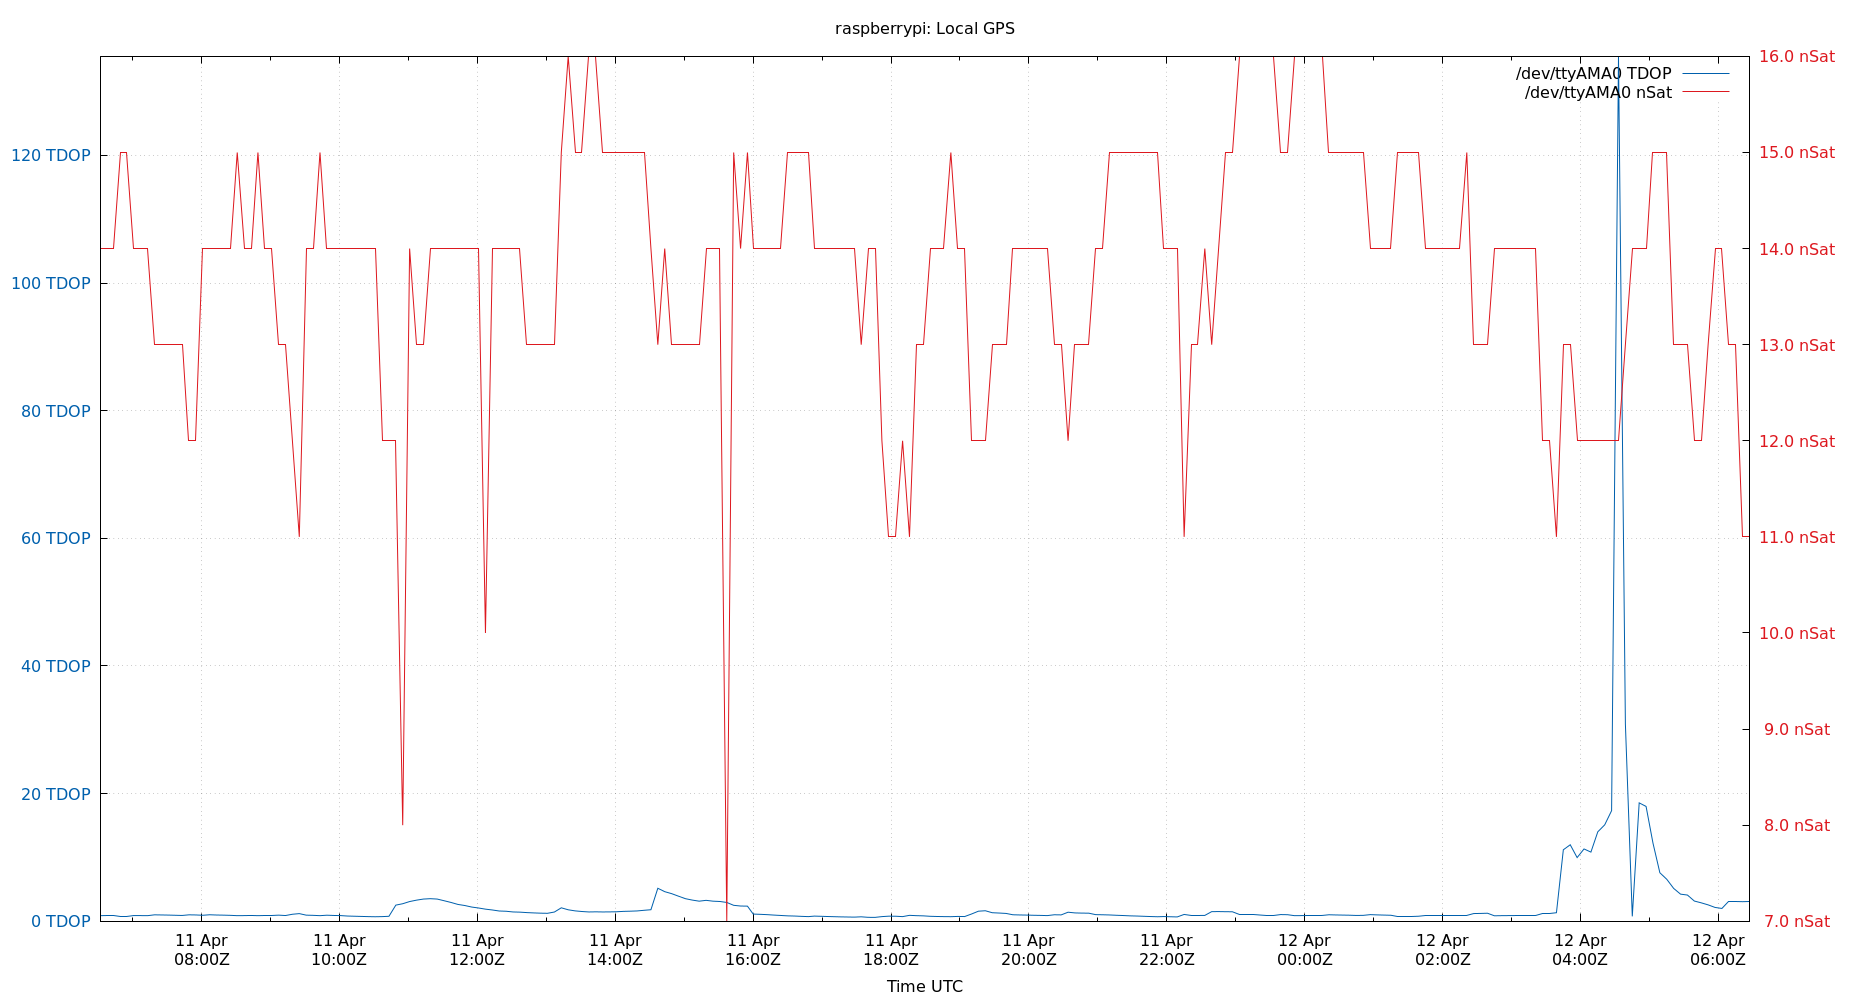 raspberrypi: Local GPS
16.0 nSat
/dev/ttyAMA0 TDOP
/dev/ttyAMA0 nSat
120 TDOP
15.0 nSat
14.0 nSat
100 TDOP
13.0 nSat
80 TDOP
12.0 nSat
60 TDOP
11.0 nSat
10.0 nSat
40 TDOP
9.0 nSat
20 TDOP
8.0 nSat
0 TDOP
7.0 nSat
11 Apr 11 Apr 11 Apr 11 Apr 11 Apr 11 Apr 11 Apr 11 Apr 12 Apr 12 Apr 12 Apr 12 Apr
08:00Z 10:00Z 12:00Z 14:00Z 16:00Z 18:00Z 20:00Z 22:00Z 00:00Z 02:00Z 04:00Z 06:00Z
Time UTC